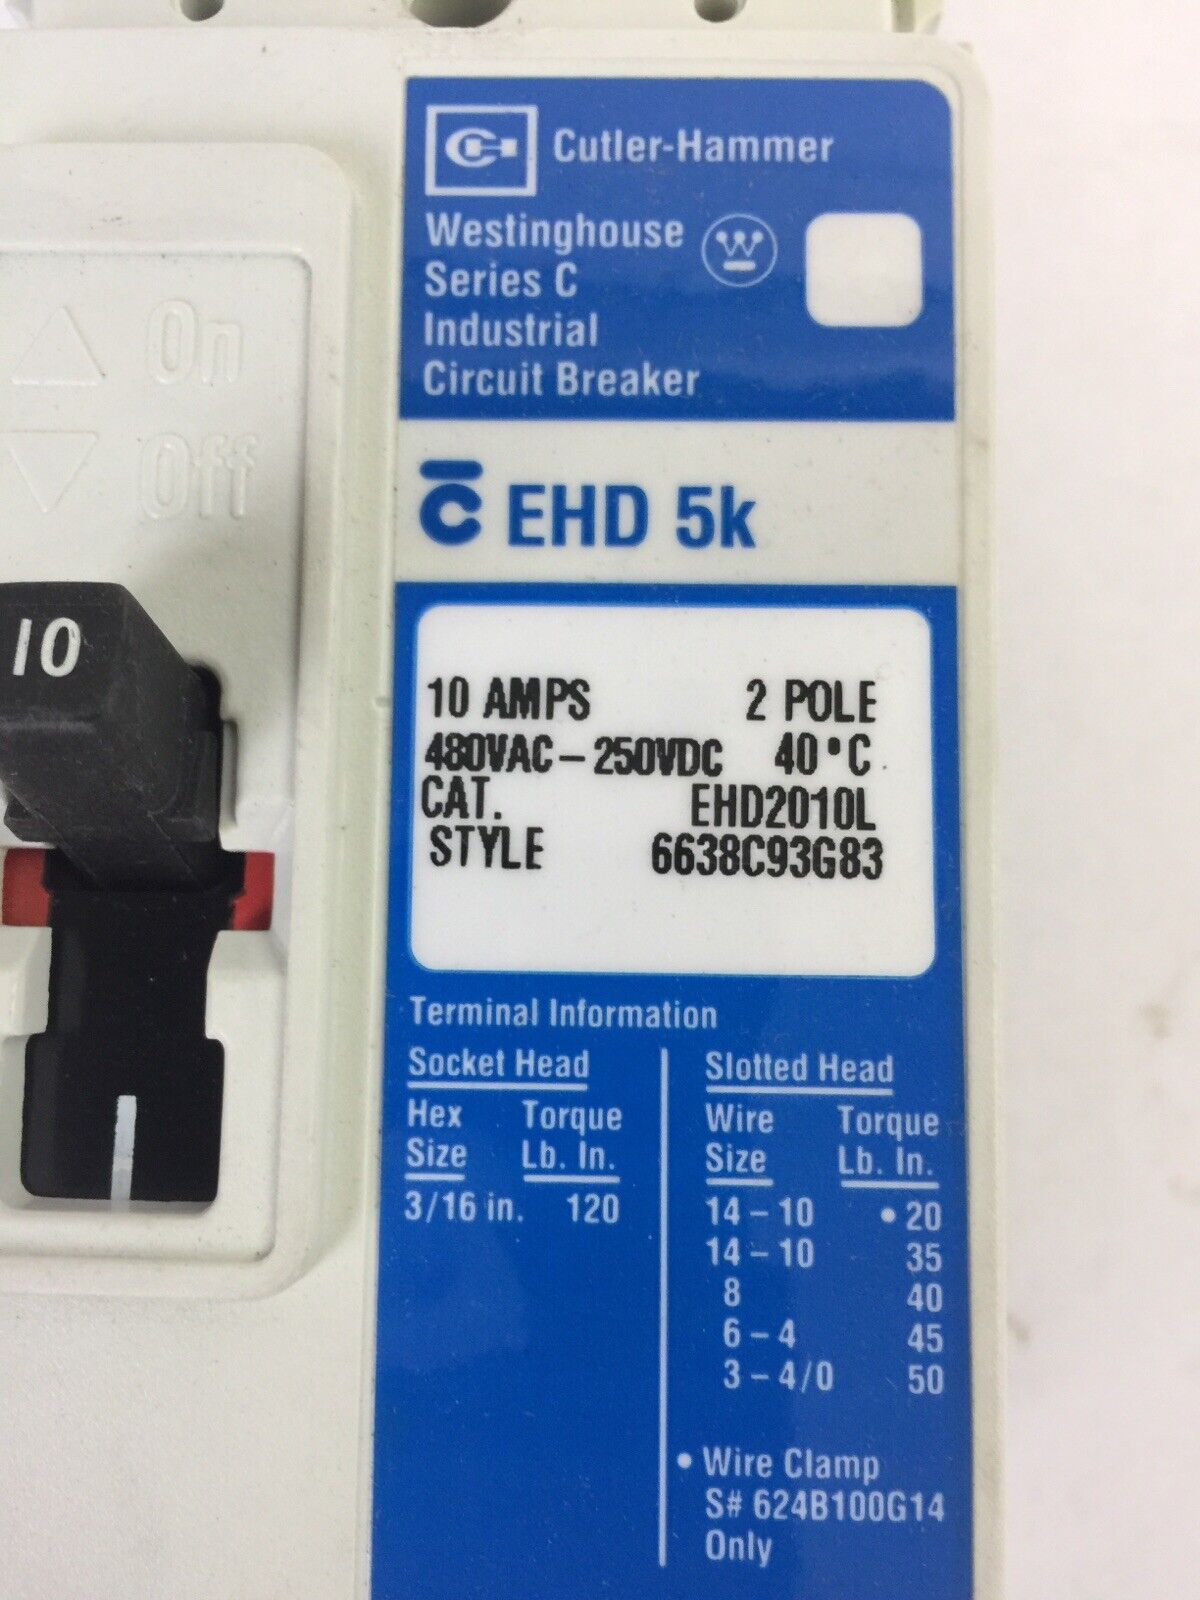 Cutler-Hammer
Westinghouse
Series C
Industrial
Circuit Breaker
On
Off
C EHD 5k
10
10 AMPS 2 POLE
480VAC-250VDC 40°C
CAT. EHD2010L
STYLE 6638C93G83
Terminal Information
Socket Head
Hex Torque
Size Lb. In.
3/16 in. 120
Slotted Head
Wire Torque
Size Lb. In.
14 - 10 • 20
14 - 10 35
8 40
6 - 4 45
3 - 4/0 50
• Wire Clamp
S# 624B100G14
Only